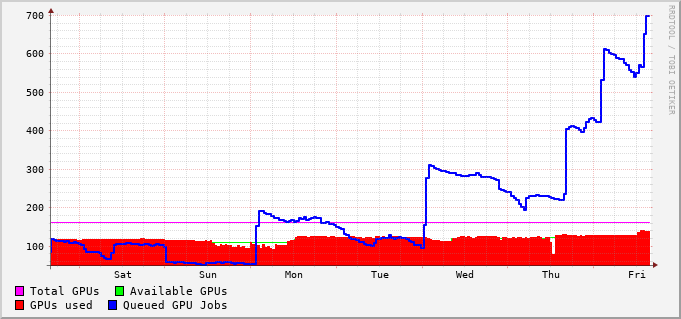 700
600
500
400
300
200
100
Sat Sun Mon Tue Wed Thu Fri
Total GPUs Available GPUs
GPUs used Queued GPU Jobs
RRDTOOL / TOBI OETIKER